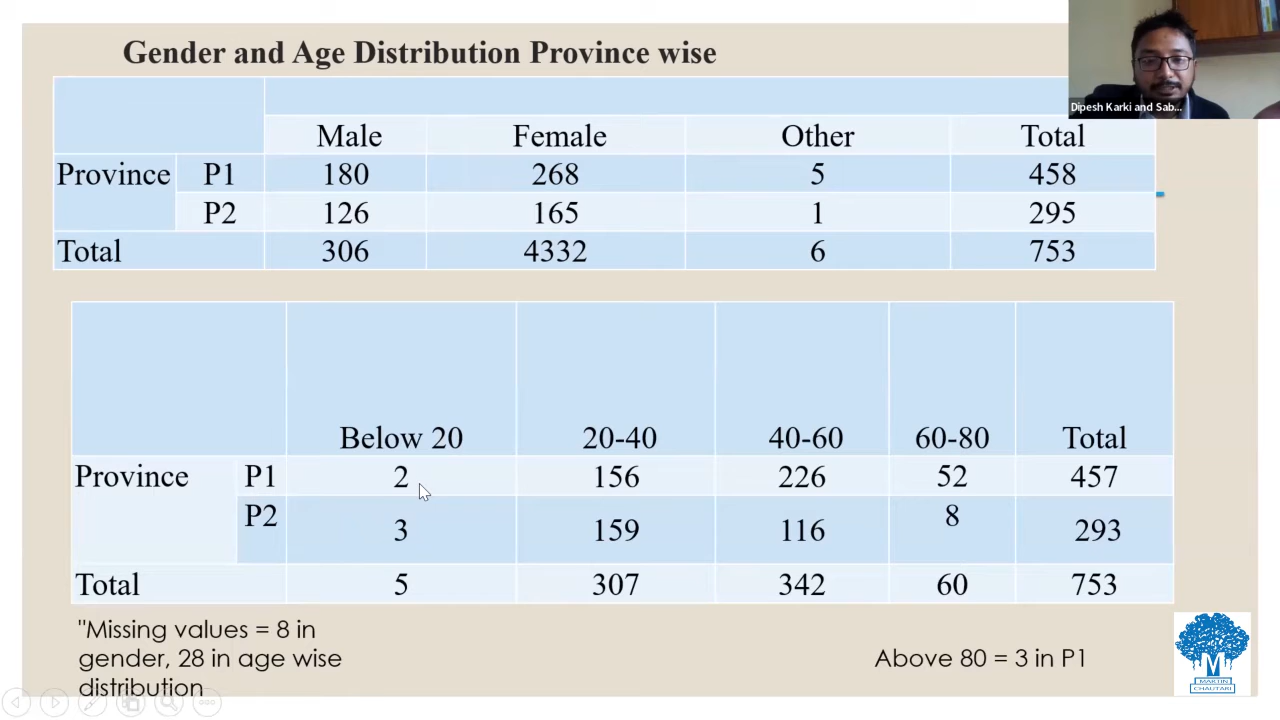 Gender and Age Distribution Province wise
Dipesh Karki and Sab...
Male Female Other Total
Province P1 180 268 5 458
P2 126 165 1 295
Total 306 4332 6 753
Below 20 20-40 40-60 60-80 Total
Province P1 2 156 226 52 457
P2 3 159 116 8 293
Total 5 307 342 60 753
"Missing values = 8 in
gender, 28 in age wise
distribution
Above 80 = 3 in P1
M
MARTIN
CHAUTARI